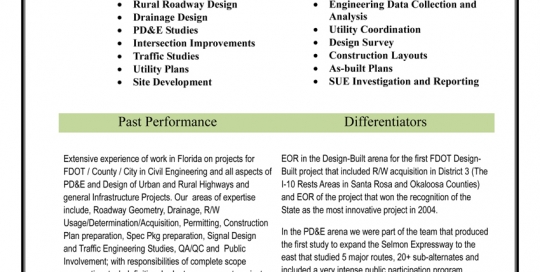 Rural Roadway Design
Drainage Design
PD&E Studies
Intersection Improvements
Traffic Studies
Utility Plans
Site Development
Engineering Data Collection and
Analysis
Utility Coordination
Design Survey
Construction Layouts
As-built Plans
SUE Investigation and Reporting
Past Performance
Differentiators
Extensive experience of work in Florida on projects for
FDOT / County / City in Civil Engineering and all aspects of
PD&E and Design of Urban and Rural Highways and
general Infrastructure Projects. Our areas of expertise
include, Roadway Geometry, Drainage, R/W
Usage/Determination/Acquisition, Permitting, Construction
Plan preparation, Spec Pkg preparation, Signal Design
and Traffic Engineering Studies, QA/QC and Public
Involvement; with responsibilities of complete scope
EOR in the Design-Built arena for the first FDOT Design-
Built project that included R/W acquisition in District 3 (The
I-10 Rests Areas in Santa Rosa and Okaloosa Counties)
and EOR of the project that won the recognition of the
State as the most innovative project in 2004.
In the PD&E arena we were part of the team that produced
the first study to expand the Selmon Expressway to the
east that studied 5 major routes, 20+ sub-alternates and
included a very intense public participation program